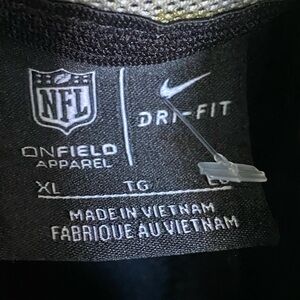 NFL
DRI-FIT
ONFIELD
APPAREL
XL TG
MADE IN VIETNAM
FABRIQUE AU VIETNAM